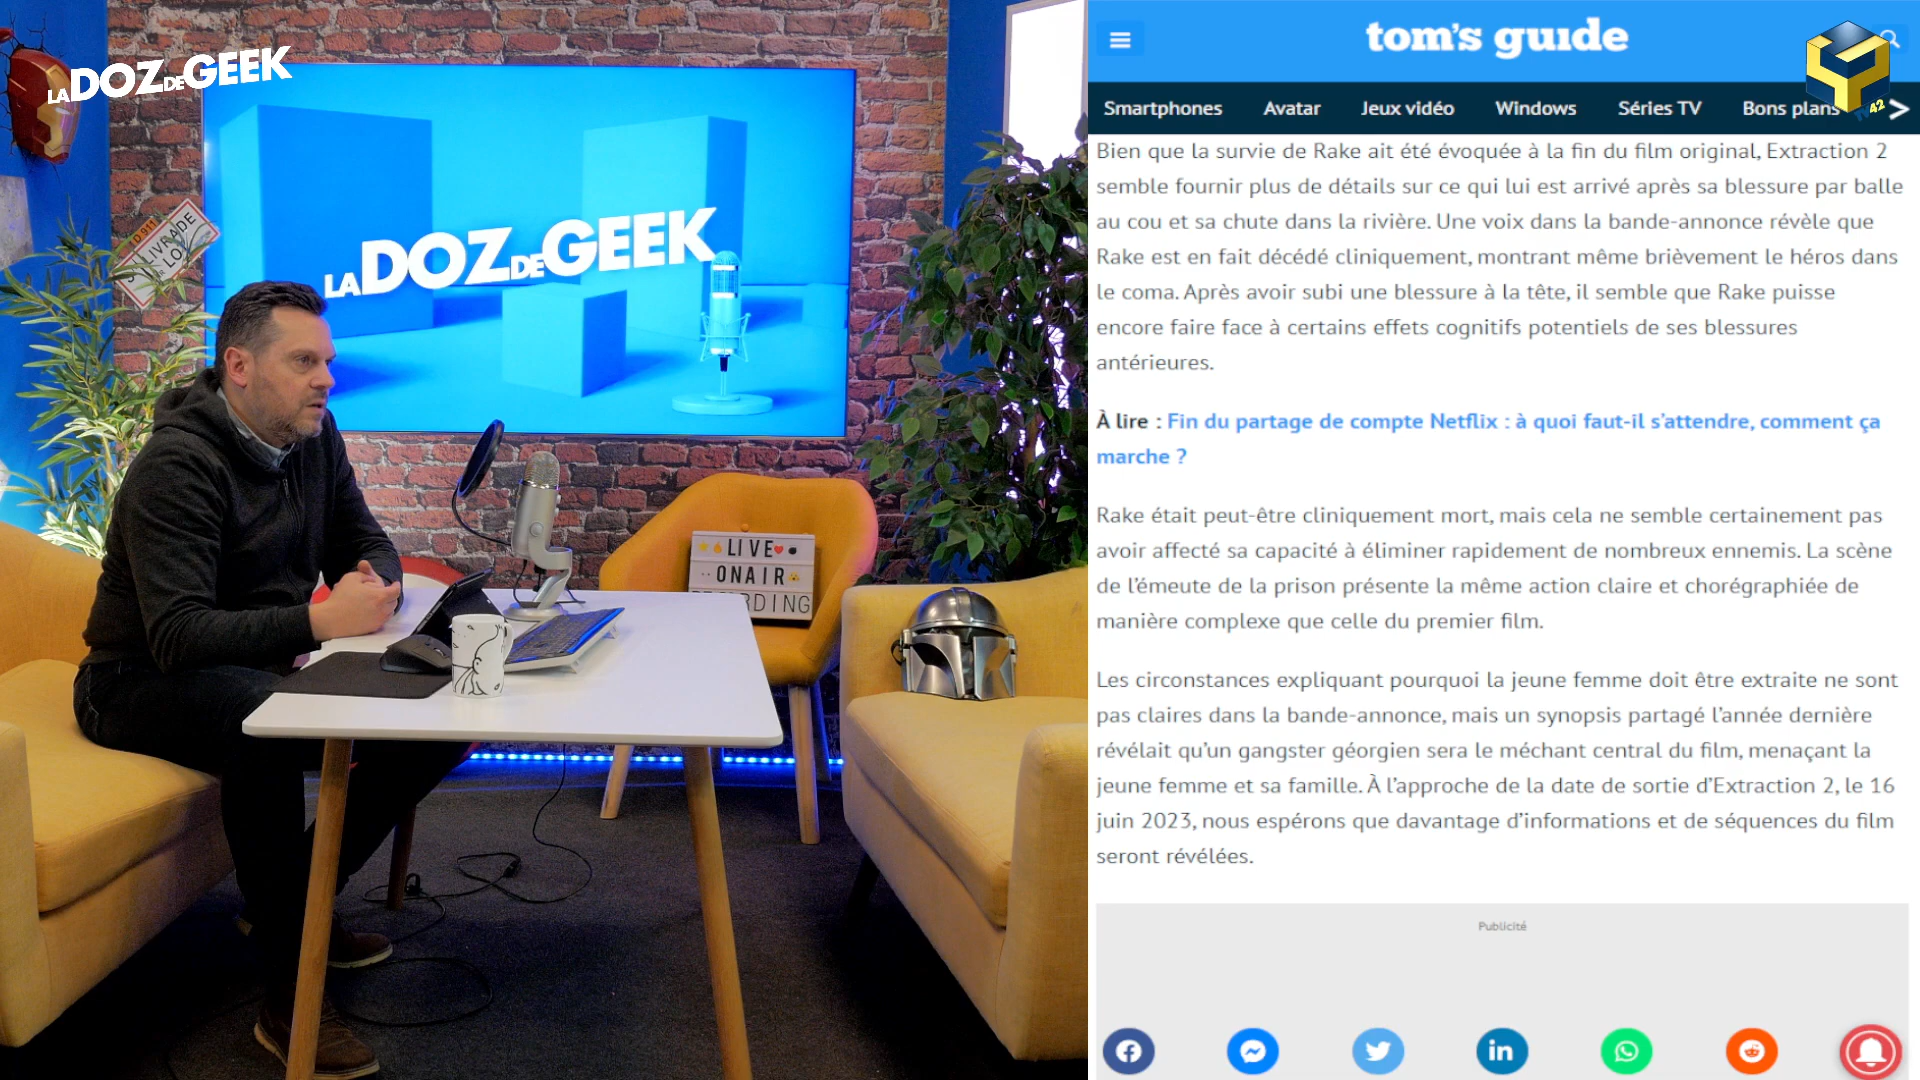 LA DOZ DE GEEK
D 911
LIVRADE
LO
LA DOZ DE GEEK
LIVE
ONAIR
RDING
tom's guide
TV42
Smartphones Avatar Jeux vidéo Windows Séries TV Bons plans >
Bien que la survie de Rake ait été évoquée à la fin du film original, Extraction 2
semble fournir plus de détails sur ce qui lui est arrivé après sa blessure par balle
au cou et sa chute dans la rivière. Une voix dans la bande-annonce révèle que
Rake est en fait décédé cliniquement, montrant même brièvement le héros dans
le coma. Après avoir subi une blessure à la tête, il semble que Rake puisse
encore faire face à certains effets cognitifs potentiels de ses blessures
antérieures.
À lire : Fin du partage de compte Netflix : à quoi faut-il s'attendre, comment ça
marche ?
Rake était peut-être cliniquement mort, mais cela ne semble certainement pas
avoir affecté sa capacité à éliminer rapidement de nombreux ennemis. La scène
de l'émeute de la prison présente la même action claire et chorégraphiée de
manière complexe que celle du premier film.
Les circonstances expliquant pourquoi la jeune femme doit être extraite ne sont
pas claires dans la bande-annonce, mais un synopsis partagé l'année dernière
révélait qu'un gangster géorgien sera le méchant central du film, menaçant la
jeune femme et sa famille. À l'approche de la date de sortie d'Extraction 2, le 16
juin 2023, nous espérons que davantage d'informations et de séquences du film
seront révélées.
Publicité